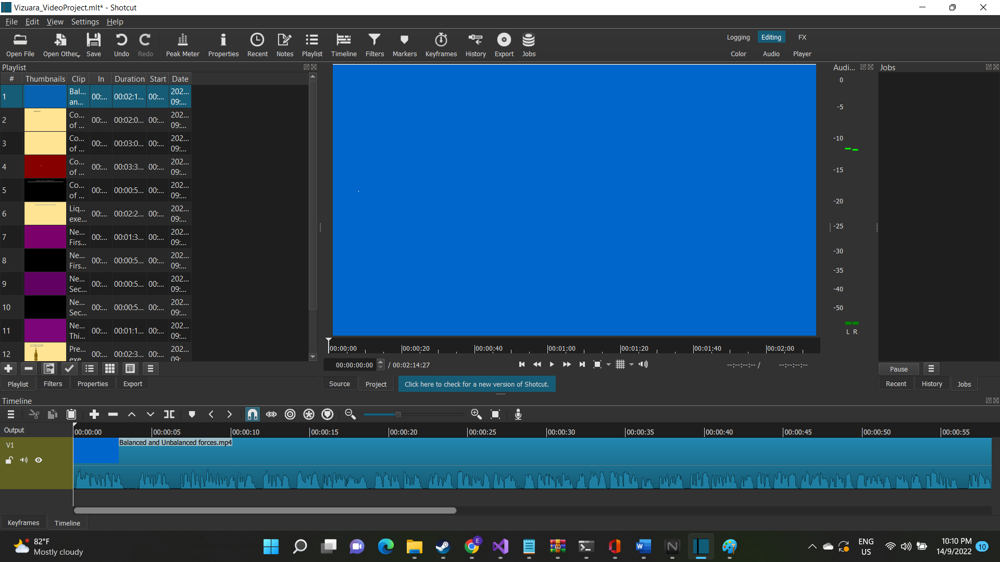 Vizuara_VideoProject.mlt* - Shotcut
File Edit View Settings Help
Open File Open Other... Save Undo Redo Peak Meter Properties Recent Notes Playlist Timeline Filters Markers Keyframes History Export Jobs
Logging Editing FX
Color Audio Player
Playlist
# Thumbnails Clip In Duration Start Date
1 Bal... an... 00:... 00:02:1... 00:... 202... 09:...
2 Co... of ... 00:... 00:02:0... 00:... 202... 09:...
3 Co... of ... 00:... 00:03:0... 00:... 202... 09:...
4 Co... of ... 00:... 00:03:3... 00:... 202... 09:...
5 Co... of ... 00:... 00:00:5... 00:... 202... 09:...
6 Liq... exe... 00:... 00:02:2... 00:... 202... 09:...
7 Ne... Firs... 00:... 00:01:3... 00:... 202... 09:...
8 Ne... Firs... 00:... 00:00:5... 00:... 202... 09:...
9 Ne... Sec... 00:... 00:00:5... 00:... 202... 09:...
10 Ne... Sec... 00:... 00:00:5... 00:... 202... 09:...
11 Ne... Thi... 00:... 00:01:1... 00:... 202... 09:...
12 Pre... exe... 00:... 00:02:3... 00:... 202... 09:...
Playlist Filters Properties Export
00:00:00 00:00:20 00:00:40 00:01:00 00:01:20 00:01:40 00:02:00
00:00:00:00 / 00:02:14:27
--:--:--:-- / --:--:--:--
Source Project Click here to check for a new version of Shotcut.
Audi...
0
-5
-10
-15
-20
-25
-30
-35
-40
-50
L R
Jobs
Pause
Recent History Jobs
Timeline
Output
00:00:00 00:00:05 00:00:10 00:00:15 00:00:20 00:00:25 00:00:30 00:00:35 00:00:40 00:00:45 00:00:50 00:00:55
V1
Balanced and Unbalanced forces.mp4
Keyframes Timeline
82°F
Mostly cloudy
E
ENG
US
10:10 PM
14/9/2022
10